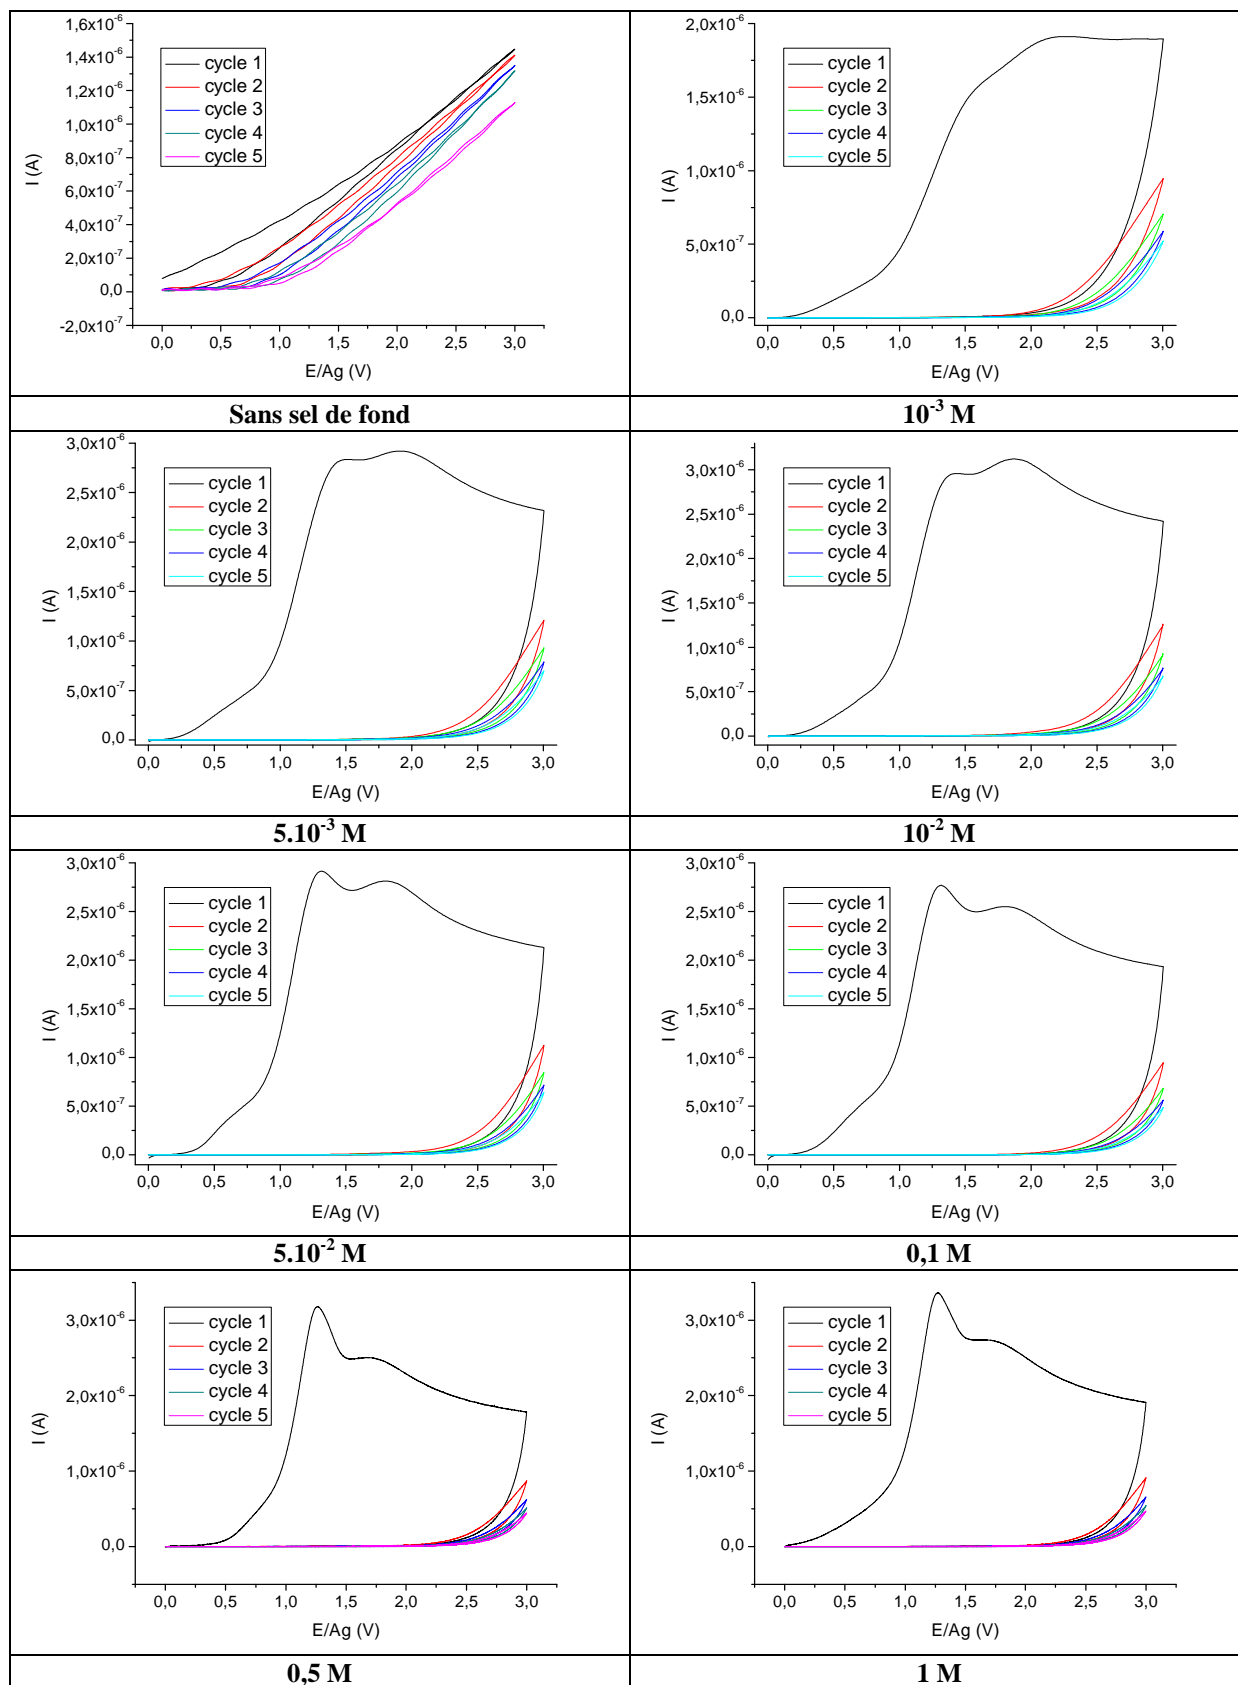 1,6x10⁻⁶
1,4x10⁻⁶
1,2x10⁻⁶
1,0x10⁻⁶
8,0x10⁻⁷
6,0x10⁻⁷
4,0x10⁻⁷
2,0x10⁻⁷
0,0
-2,0x10⁻⁷
I (A)
cycle 1
cycle 2
cycle 3
cycle 4
cycle 5
0,0 0,5 1,0 1,5 2,0 2,5 3,0
E/Ag (V)
Sans sel de fond
2,0x10⁻⁶
1,5x10⁻⁶
1,0x10⁻⁶
5,0x10⁻⁷
0,0
I (A)
cycle 1
cycle 2
cycle 3
cycle 4
cycle 5
0,0 0,5 1,0 1,5 2,0 2,5 3,0
E/Ag (V)
10⁻³ M
3,0x10⁻⁶
2,5x10⁻⁶
2,0x10⁻⁶
1,5x10⁻⁶
1,0x10⁻⁶
5,0x10⁻⁷
0,0
I (A)
cycle 1
cycle 2
cycle 3
cycle 4
cycle 5
0,0 0,5 1,0 1,5 2,0 2,5 3,0
E/Ag (V)
5.10⁻³ M
3,0x10⁻⁶
2,5x10⁻⁶
2,0x10⁻⁶
1,5x10⁻⁶
1,0x10⁻⁶
5,0x10⁻⁷
0,0
I (A)
cycle 1
cycle 2
cycle 3
cycle 4
cycle 5
0,0 0,5 1,0 1,5 2,0 2,5 3,0
E/Ag (V)
10⁻² M
3,0x10⁻⁶
2,5x10⁻⁶
2,0x10⁻⁶
1,5x10⁻⁶
1,0x10⁻⁶
5,0x10⁻⁷
0,0
I (A)
cycle 1
cycle 2
cycle 3
cycle 4
cycle 5
0,0 0,5 1,0 1,5 2,0 2,5 3,0
E/Ag (V)
5.10⁻² M
3,0x10⁻⁶
2,5x10⁻⁶
2,0x10⁻⁶
1,5x10⁻⁶
1,0x10⁻⁶
5,0x10⁻⁷
0,0
I (A)
cycle 1
cycle 2
cycle 3
cycle 4
cycle 5
0,0 0,5 1,0 1,5 2,0 2,5 3,0
E/Ag (V)
0,1 M
3,0x10⁻⁶
2,0x10⁻⁶
1,0x10⁻⁶
0,0
I (A)
cycle 1
cycle 2
cycle 3
cycle 4
cycle 5
0,0 0,5 1,0 1,5 2,0 2,5 3,0
E/Ag (V)
0,5 M
3,0x10⁻⁶
2,0x10⁻⁶
1,0x10⁻⁶
0,0
I (A)
cycle 1
cycle 2
cycle 3
cycle 4
cycle 5
0,0 0,5 1,0 1,5 2,0 2,5 3,0
E/Ag (V)
1 M